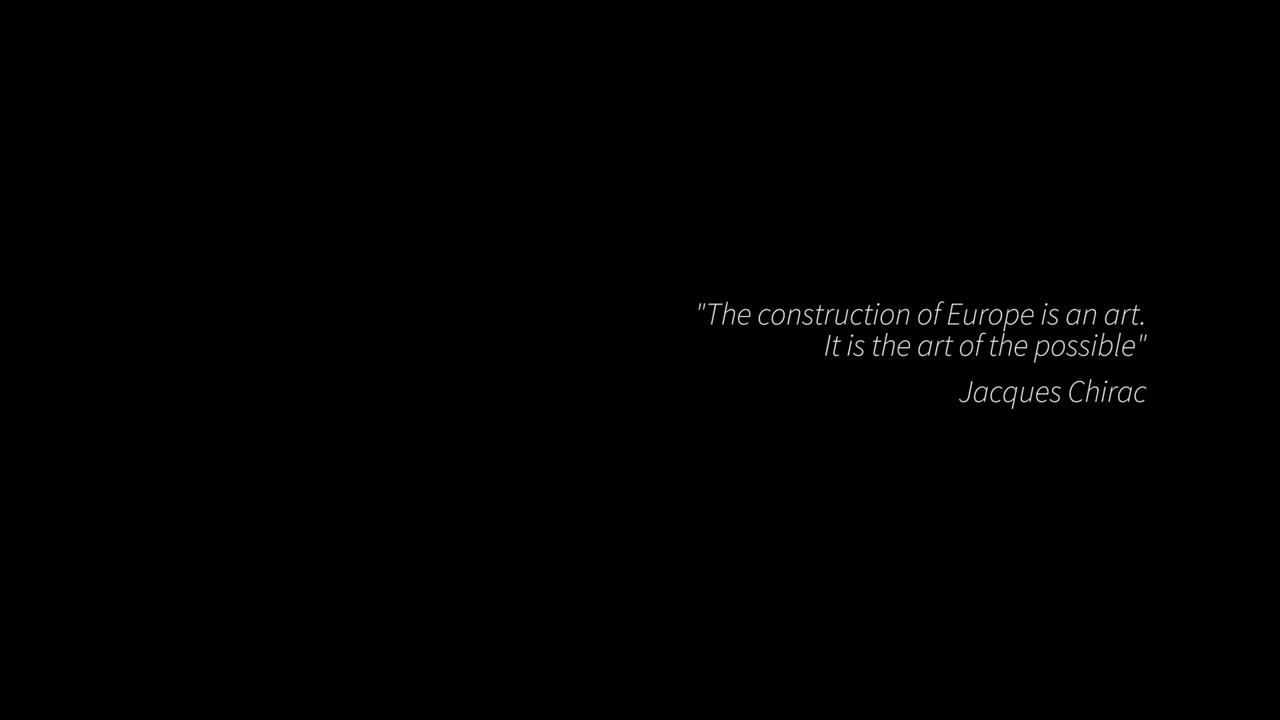 "The construction of Europe is an art.
It is the art of the possible"
Jacques Chirac